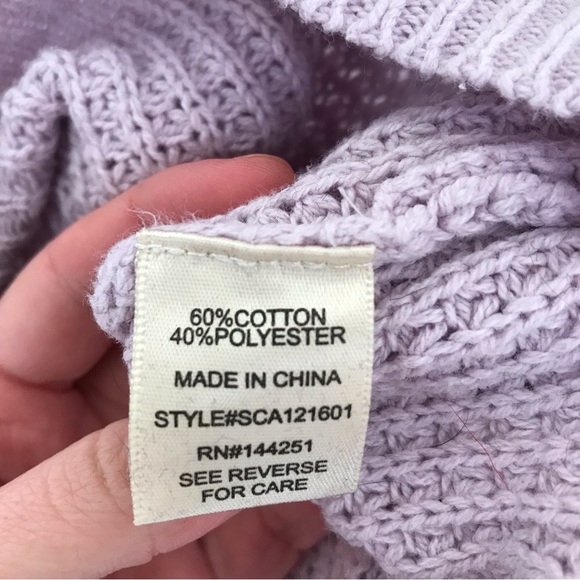 60%COTTON
40%POLYESTER
MADE IN CHINA
STYLE#SCA121601
RN#144251
SEE REVERSE
FOR CARE